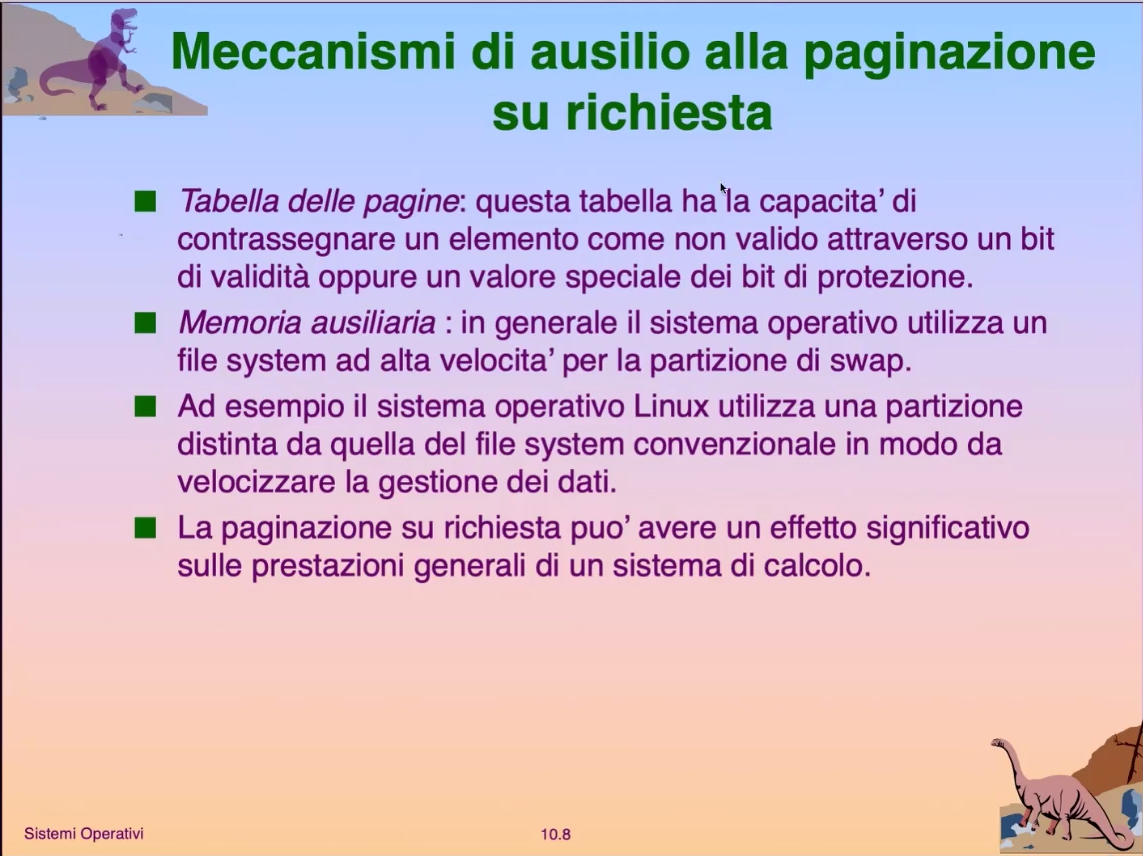 Meccanismi di ausilio alla paginazione
su richiesta
Tabella delle pagine: questa tabella ha la capacita’ di
contrassegnare un elemento come non valido attraverso un bit
di validità oppure un valore speciale dei bit di protezione.
Memoria ausiliaria : in generale il sistema operativo utilizza un
file system ad alta velocita’ per la partizione di swap.
Ad esempio il sistema operativo Linux utilizza una partizione
distinta da quella del file system convenzionale in modo da
velocizzare la gestione dei dati.
La paginazione su richiesta puo’ avere un effetto significativo
sulle prestazioni generali di un sistema di calcolo.
Sistemi Operativi
10.8